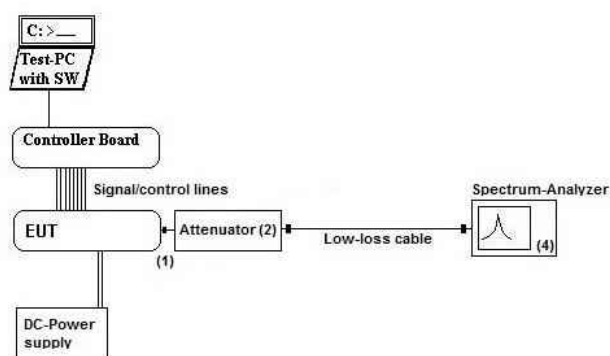 C: >__
Test-PC
with SW
Controller Board
Signal/control lines
Spectrum-Analyzer
EUT
Attenuator (2)
Low-loss cable
(4)
(1)
DC-Power
supply